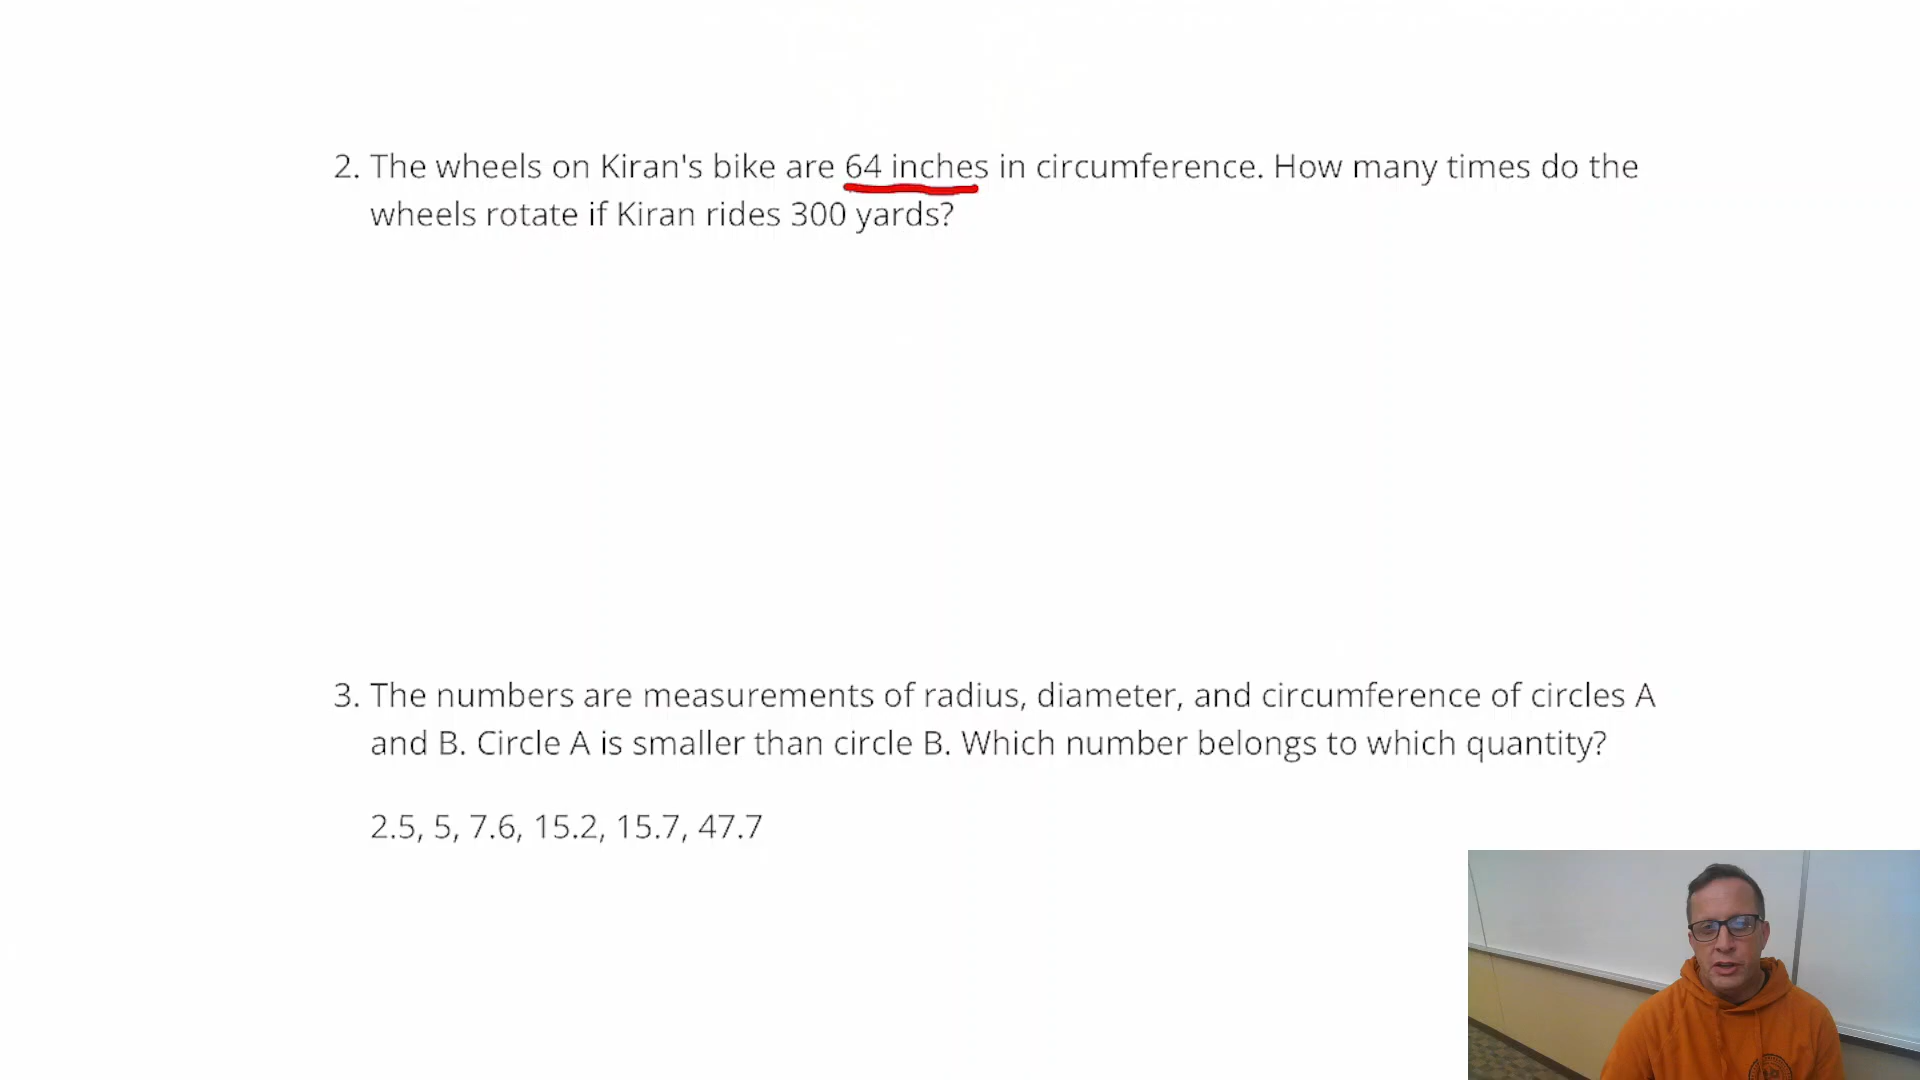 2. The wheels on Kiran's bike are 64 inches in circumference. How many times do the
wheels rotate if Kiran rides 300 yards?
3. The numbers are measurements of radius, diameter, and circumference of circles A
and B. Circle A is smaller than circle B. Which number belongs to which quantity?
2.5, 5, 7.6, 15.2, 15.7, 47.7